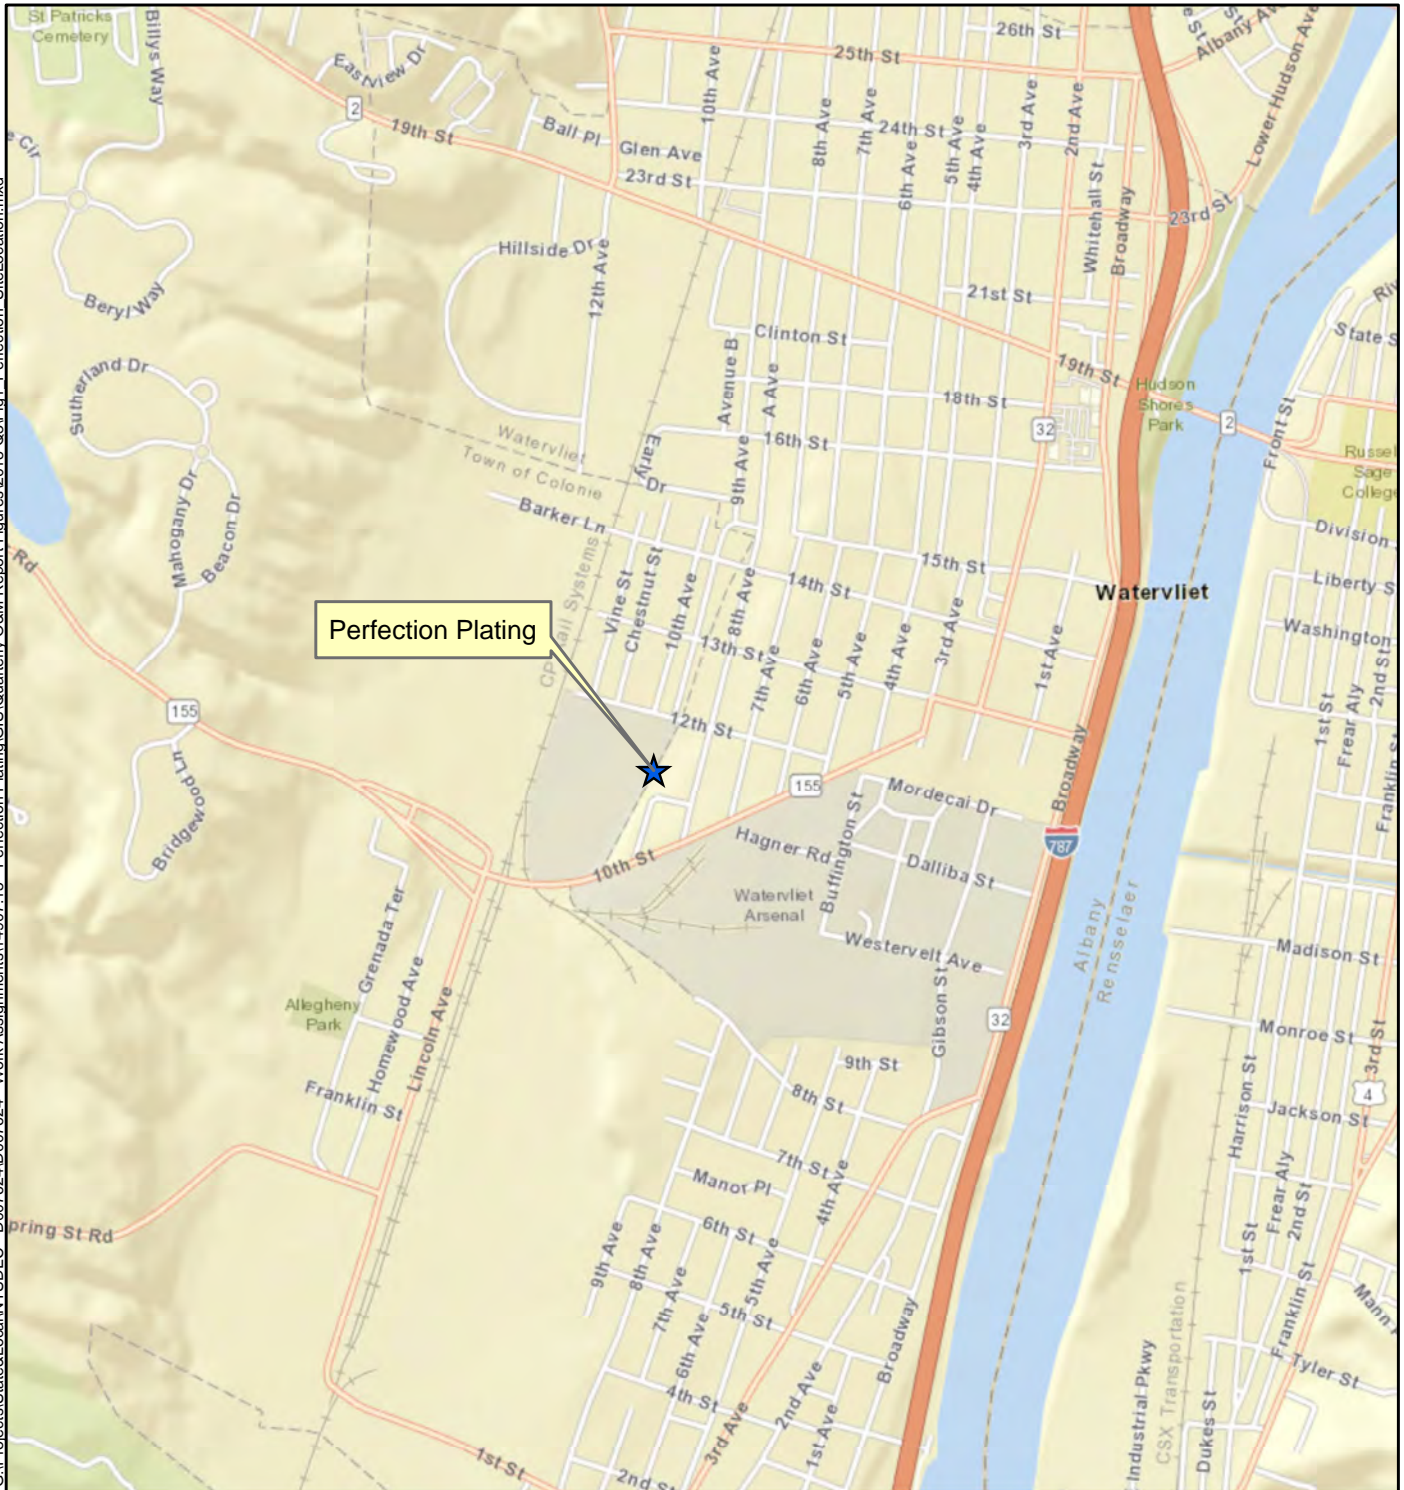 St Patricks
Cemetery
Billys Way
Eastview Dr
2
19th St
Ball Pl
Glen Ave
23rd St
10th Ave
25th St
26th St
8th Ave
7th Ave
24th St
6th Ave
5th Ave
4th Ave
3rd Ave
2nd Ave
Whitehall St
Broadway
Albany Av
Lower Hudson Ave
23rd St
e Cir
Beryl Way
Hillside Dr
12th Ave
21st St
Clinton St
Avenue B
A Ave
19th St
Hudson
Shores
Park
2
18th St
32
16th St
9th Ave
Early Dr
Watervliet
Town of Colonie
Sutherland Dr
Mahogany Dr
Beacon Dr
Barker Ln
Front St
State S
Russel
Sage
College
Division
Liberty S
Washington
Rd
Vine St
Chestnut St
10th Ave
8th Ave
14th St
15th St
13th St
Watervliet
Perfection Plating
7th Ave
6th Ave
5th Ave
4th Ave
3rd Ave
1st Ave
12th St
155
Bridgewood Ln
155
10th St
Mordecai Dr
Hagner Rd
Buffington St
Dalliba St
Broadway
787
Watervliet
Arsenal
Westervelt Ave
Gibson St
32
Albany
Rensselaer
1st St
Frear Aly
2nd St
Franklin St
Madison St
Monroe St
3rd St
4
Jackson St
Harrison St
Frear Aly
2nd St
1st St
Franklin St
Grenada Ter
Homewood Ave
Lincoln Ave
Allegheny
Park
Franklin St
pring St Rd
9th St
8th St
7th St
Manor Pl
6th St
4th Ave
9th Ave
8th Ave
7th Ave
6th Ave
5th Ave
5th St
4th St
3rd Ave
2nd Ave
1st Ave
Broadway
1st St
2nd St
Industrial Pkwy
CSX Transportation
Dukes St
Tyler St